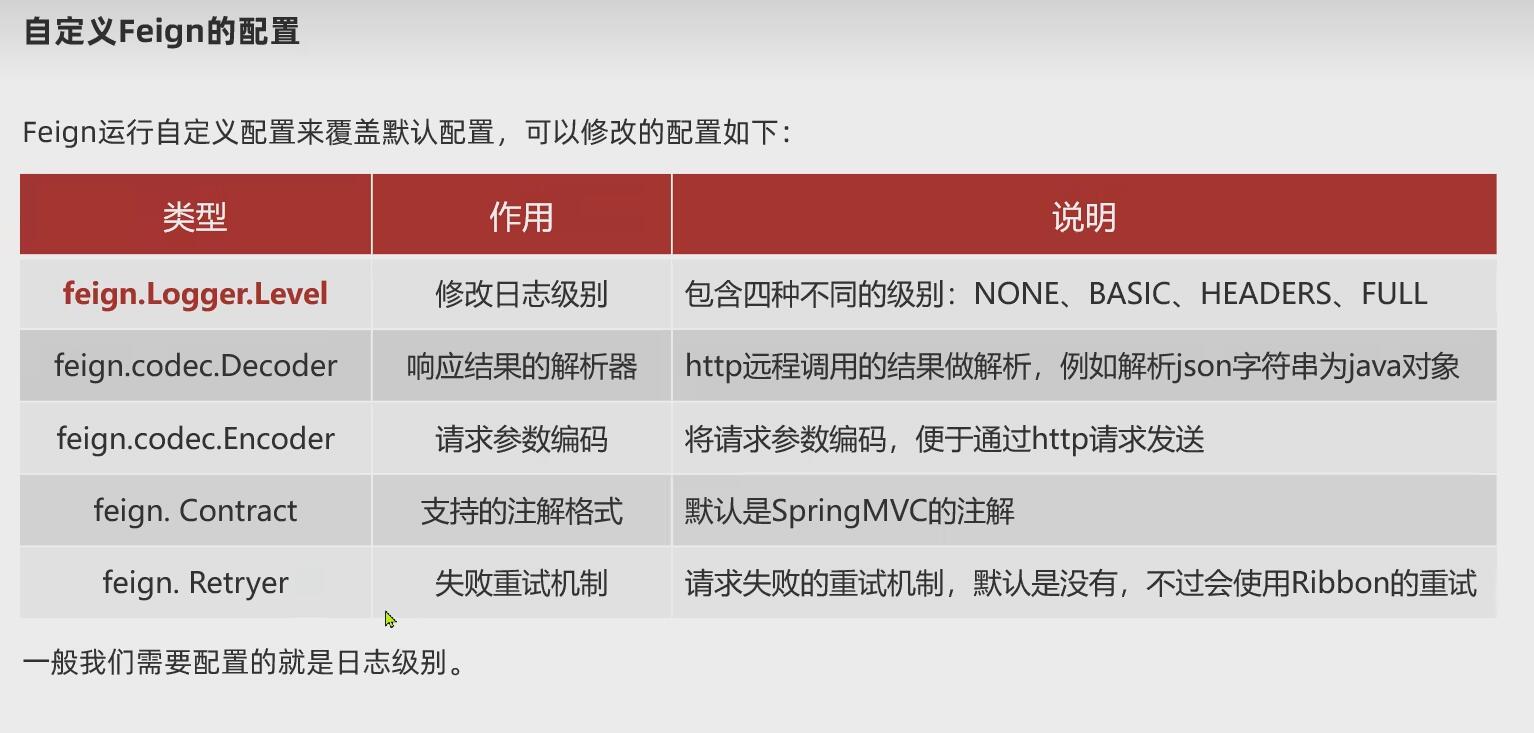 自定义Feign的配置
Feign运行自定义配置来覆盖默认配置，可以修改的配置如下：
类型 作用 说明
feign.Logger.Level 修改日志级别 包含四种不同的级别：NONE、BASIC、HEADERS、FULL
feign.codec.Decoder 响应结果的解析器 http远程调用的结果做解析，例如解析json字符串为java对象
feign.codec.Encoder 请求参数编码 将请求参数编码，便于通过http请求发送
feign. Contract 支持的注解格式 默认是SpringMVC的注解
feign. Retryer 失败重试机制 请求失败的重试机制，默认是没有，不过会使用Ribbon的重试
一般我们需要配置的就是日志级别。